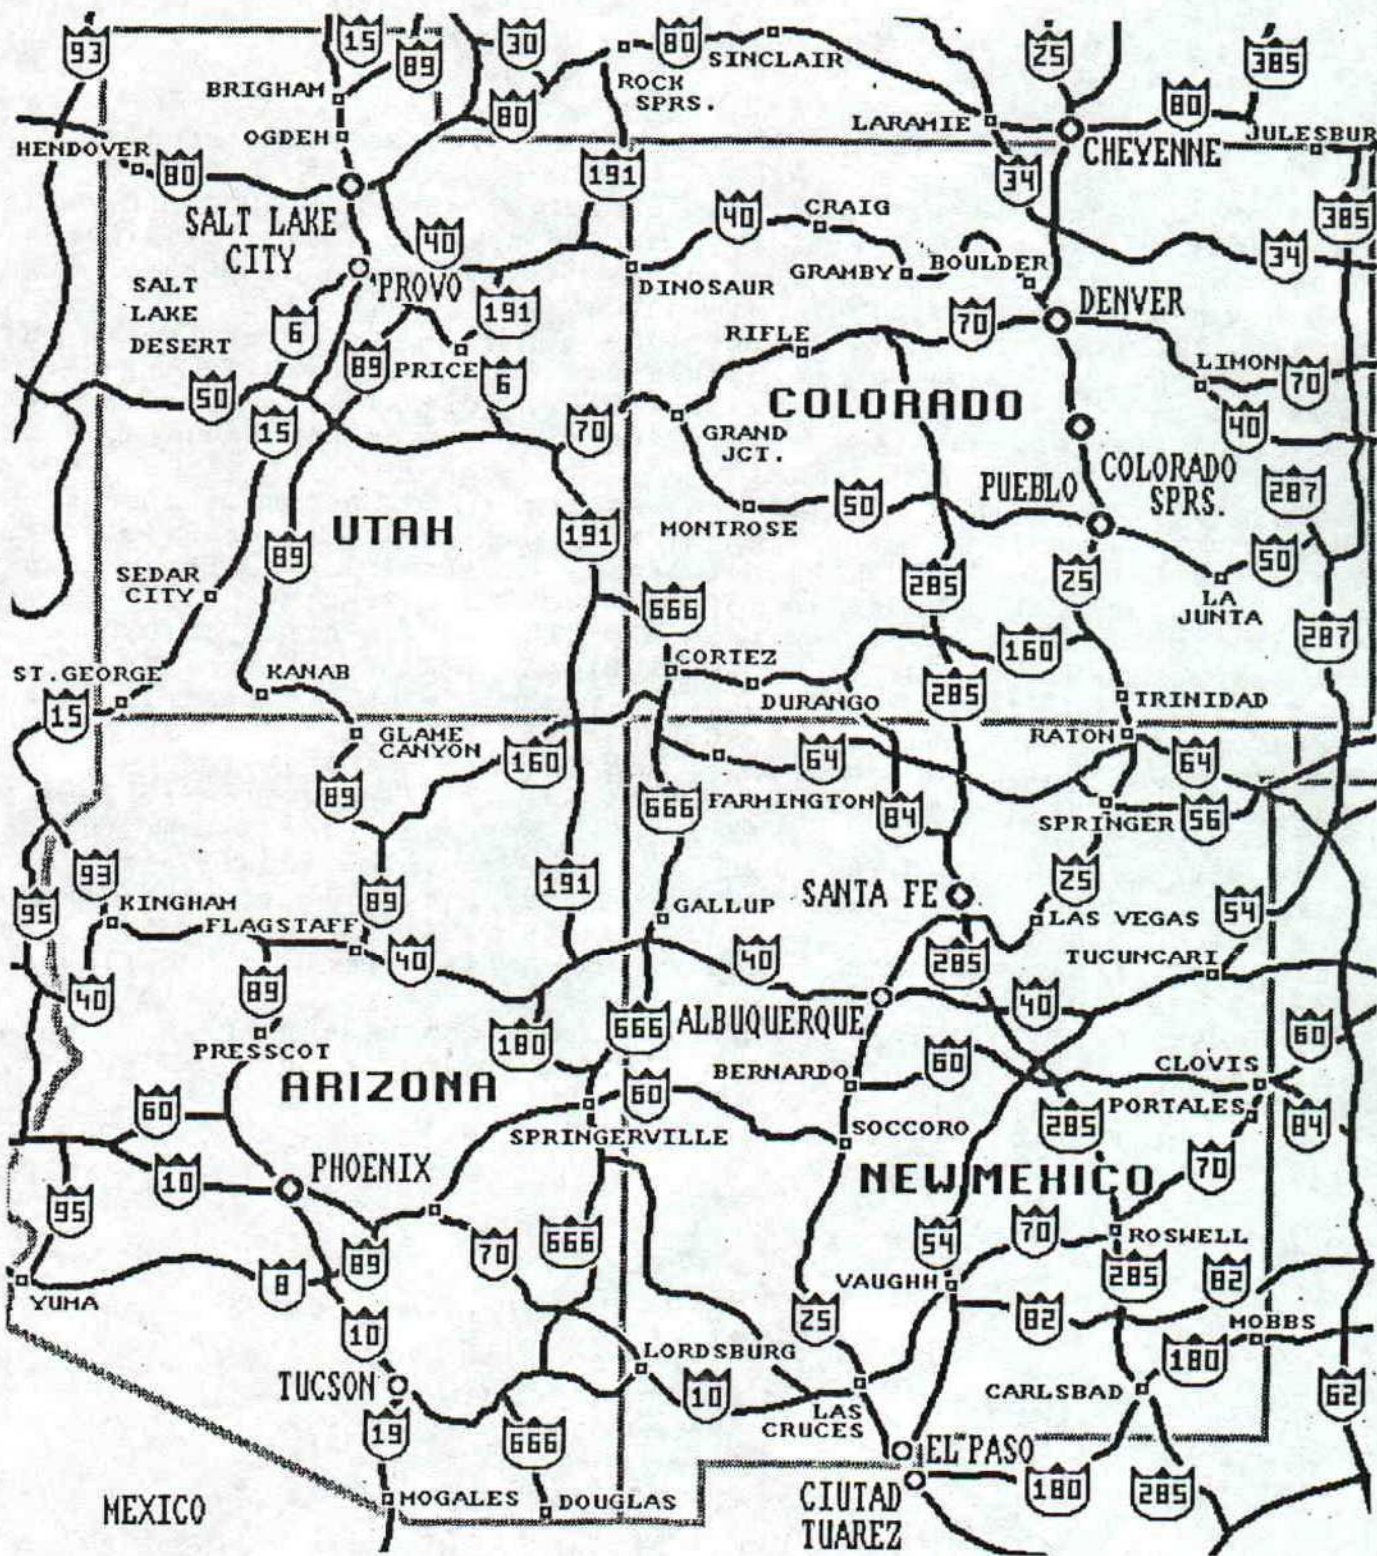 93
15
89
30
80
SINCLAIR
25
385
BRIGHAM
ROCK
SPRS.
80
80
OGDEH
LARAMIE
CHEYENNE
JULESBUR
HENDOVER
80
191
34
SALT LAKE
CITY
40
40
CRAIG
385
34
GRAMBY
BOULDER
SALT
LAKE
DESERT
PROVO
191
DINOSAUR
DENVER
6
89
PRICE
6
RIFLE
70
LIMON
70
50
15
70
GRAND
JCT.
COLORADO
40
COLORADO
SPRS.
PUEBLO
287
UTAH
191
MONTROSE
50
89
285
25
50
SEDAR
CITY
666
LA
JUNTA
287
160
ST.GEORGE
KANAB
CORTEZ
285
TRINIDAD
15
DURANGO
GLAME
CANYON
160
RATON
64
64
89
666
FARMINGTON
84
SPRINGER
56
93
191
25
95
KINGHAM
89
SANTA FE
54
FLAGSTAFF
GALLUP
LAS VEGAS
40
40
285
TUCUNCARI
40
89
40
ALBUQUERQUE
PRESSCOT
180
666
60
60
ARIZONA
BERNARDO
CLOVIS
60
60
PORTALES
84
SPRINGERVILLE
SOCCORO
285
PHOENIX
NEW MEXICO
70
10
95
666
54
70
ROSWELL
89
70
8
VAUGHH
285
82
YUMA
10
25
82
HOBBS
LORDSBURG
180
TUCSON
10
LAS
CRUCES
CARLSBAD
62
19
666
EL PASO
MOGALES
DOUGLAS
MEXICO
CIUTAD
TUAREZ
180
285